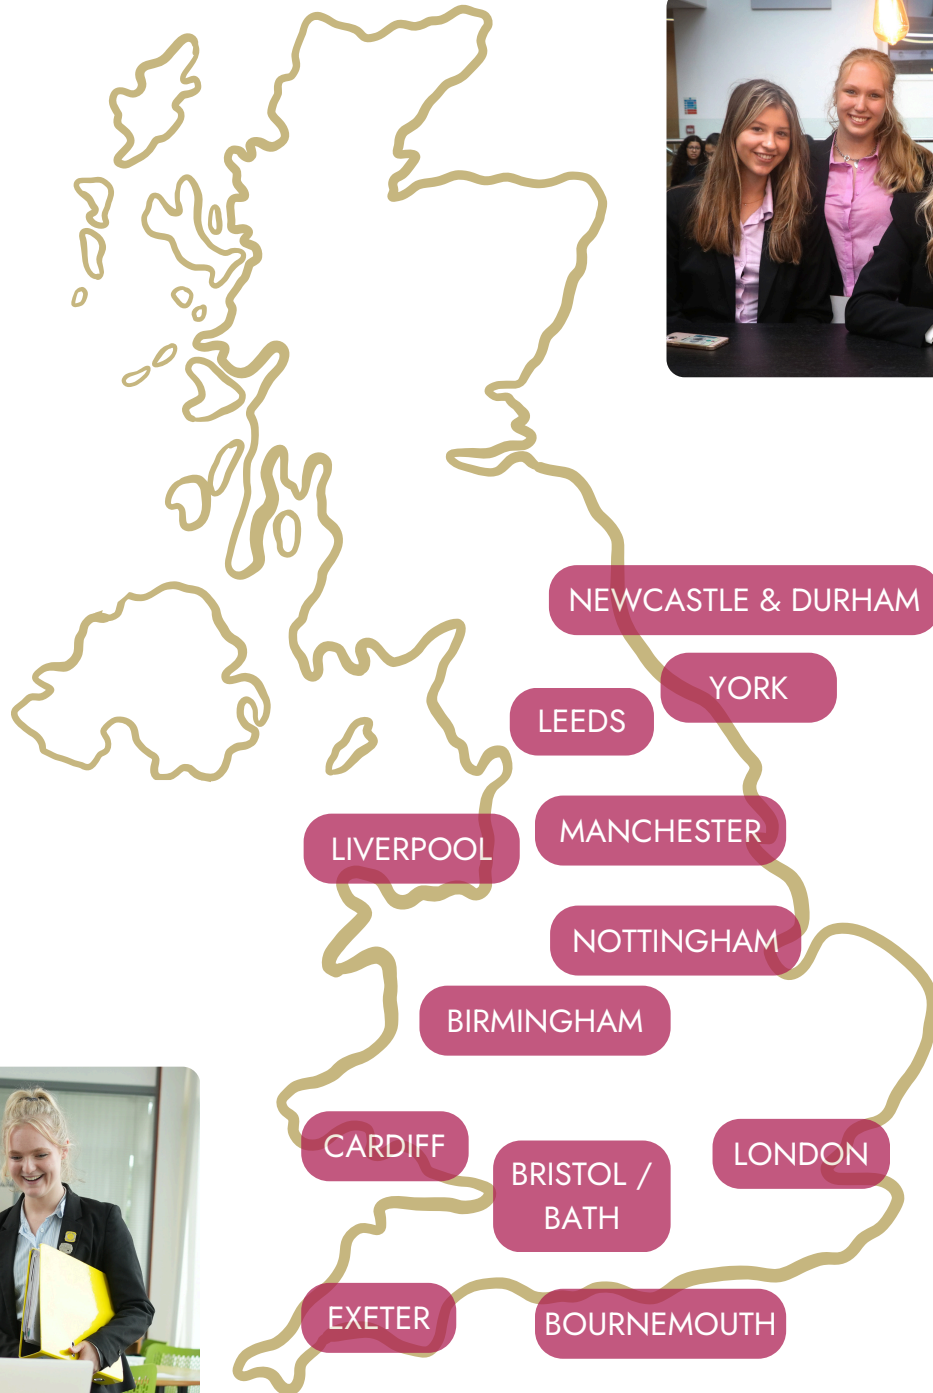 NEWCASTLE & DURHAM
YORK
LEEDS
MANCHESTER
LIVERPOOL
NOTTINGHAM
BIRMINGHAM
CARDIFF
LONDON
BRISTOL /
BATH
EXETER
BOURNEMOUTH